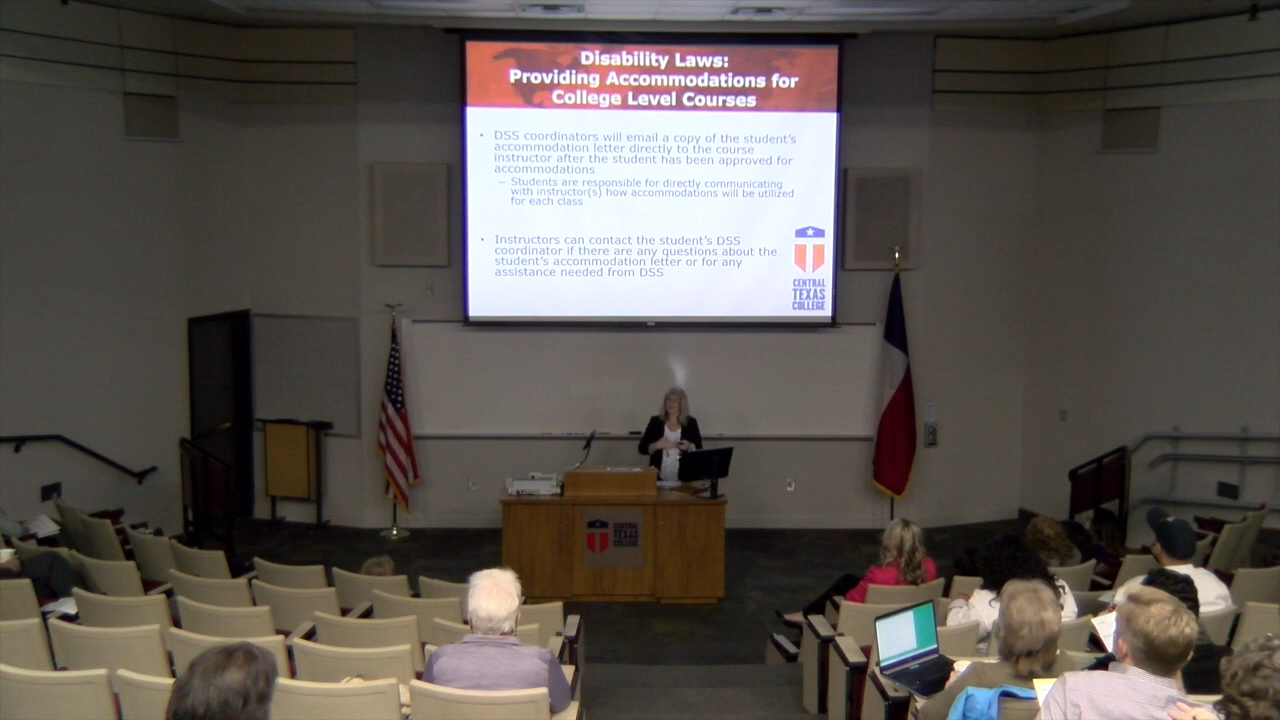 Disability Laws:
Providing Accommodations for
College Level Courses
• DSS coordinators will email a copy of the student's
accommodation letter directly to the course
instructor after the student has been approved for
accommodations
– Students are responsible for directly communicating
with instructor(s) how accommodations will be utilized
for each class
• Instructors can contact the student's DSS
coordinator if there are any questions about the
student's accommodation letter or for any
assistance needed from DSS
CENTRAL
TEXAS
COLLEGE
CENTRAL
TEXAS
COLLEGE